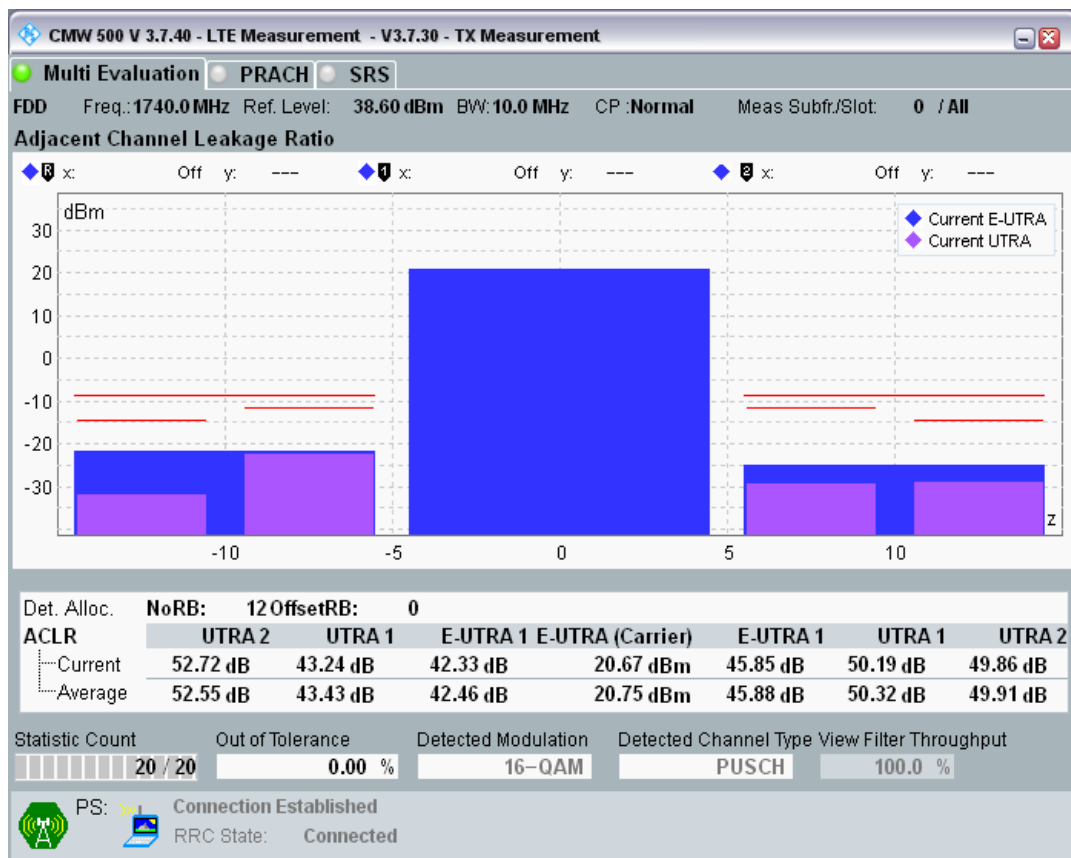 CMW 500 V 3.7.40 - LTE Measurement - V3.7.30 - TX Measurement
Multi Evaluation PRACH SRS
FDD Freq.: 1740.0 MHz Ref. Level: 38.60 dBm BW: 10.0 MHz CP : Normal Meas Subfr./Slot: 0 / All
Adjacent Channel Leakage Ratio
R x: Off y: --- 1 x: Off y: --- 2 x: Off y: ---
dBm
Current E-UTRA
Current UTRA
30
20
10
0
-10
-20
-30
z
-10 -5 0 5 10
Det. Alloc. NoRB: 12 OffsetRB: 0
ACLR UTRA 2 UTRA 1 E-UTRA 1 E-UTRA (Carrier) E-UTRA 1 UTRA 1 UTRA 2
Current 52.72 dB 43.24 dB 42.33 dB 20.67 dBm 45.85 dB 50.19 dB 49.86 dB
Average 52.55 dB 43.43 dB 42.46 dB 20.75 dBm 45.88 dB 50.32 dB 49.91 dB
Statistic Count Out of Tolerance Detected Modulation Detected Channel Type View Filter Throughput
20 / 20 0.00 % 16-QAM PUSCH 100.0 %
PS: Connection Established
RRC State: Connected